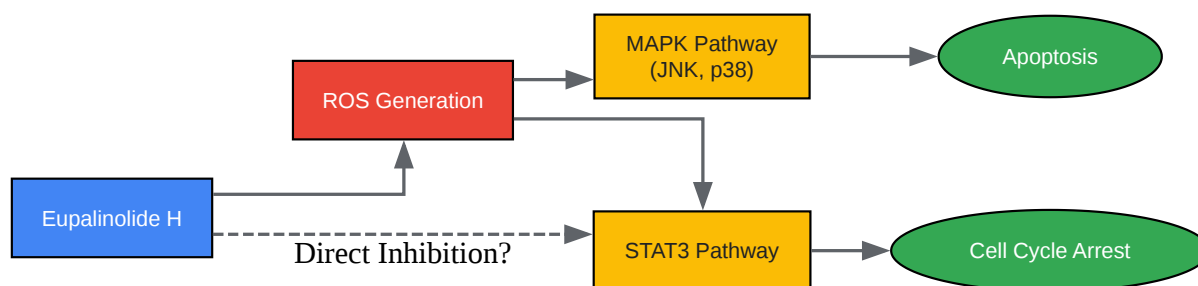 MAPK Pathway
(JNK, p38)
Apoptosis
ROS Generation
Eupalinolide H
Direct Inhibition?
STAT3 Pathway
Cell Cycle Arrest